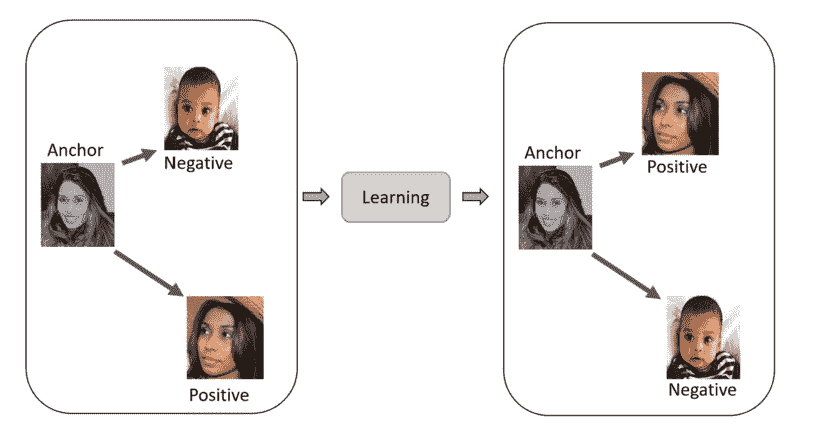 Anchor
Negative
Positive
Learning
Anchor
Positive
Negative